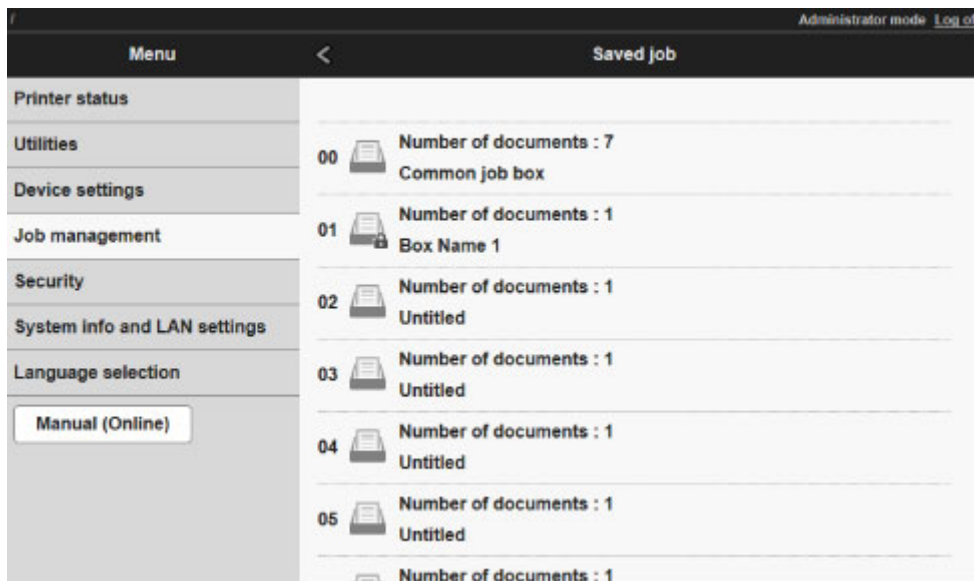 Administrator mode Log of
Menu
< Saved job
Printer status
Utilities
Device settings
Job management
Security
System info and LAN settings
Language selection
Manual (Online)
00
Number of documents : 7
Common job box
01
Number of documents : 1
Box Name 1
02
Number of documents : 1
Untitled
03
Number of documents : 1
Untitled
04
Number of documents : 1
Untitled
05
Number of documents : 1
Untitled
Number of documents : 1